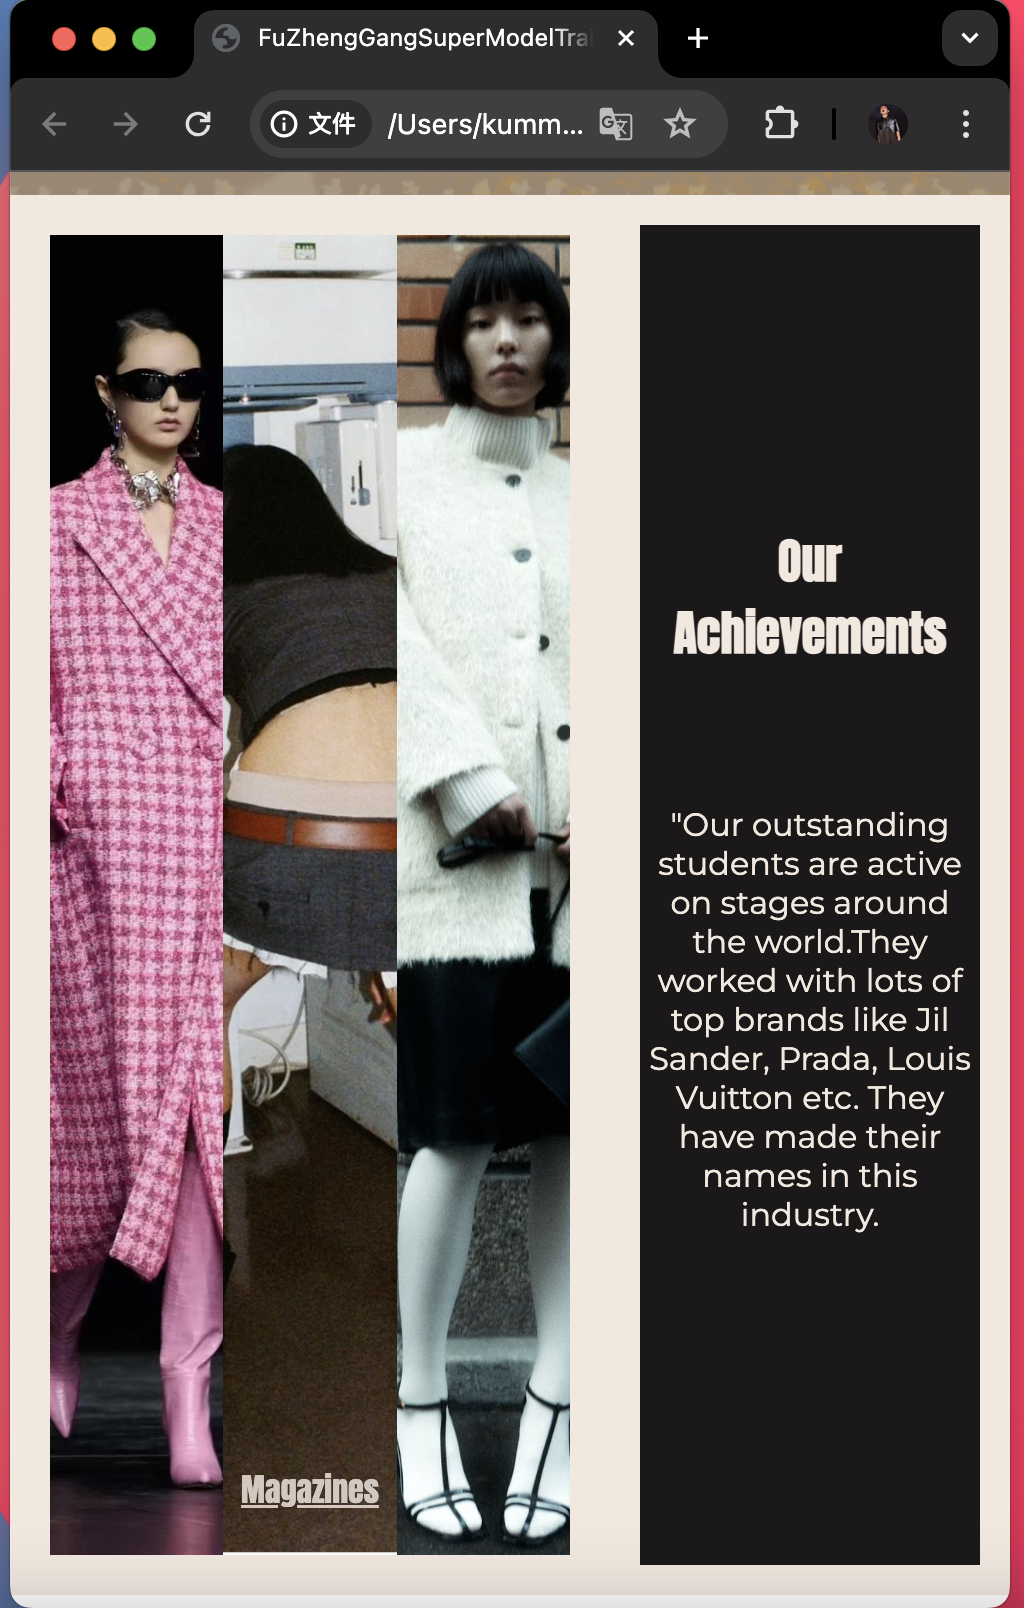 FuZhengGangSuperModelTrai
文件 /Users/kumm...
Our
Achievements
"Our outstanding
students are active
on stages around
the world.They
worked with lots of
top brands like Jil
Sander, Prada, Louis
Vuitton etc. They
have made their
names in this
industry.
Magazines